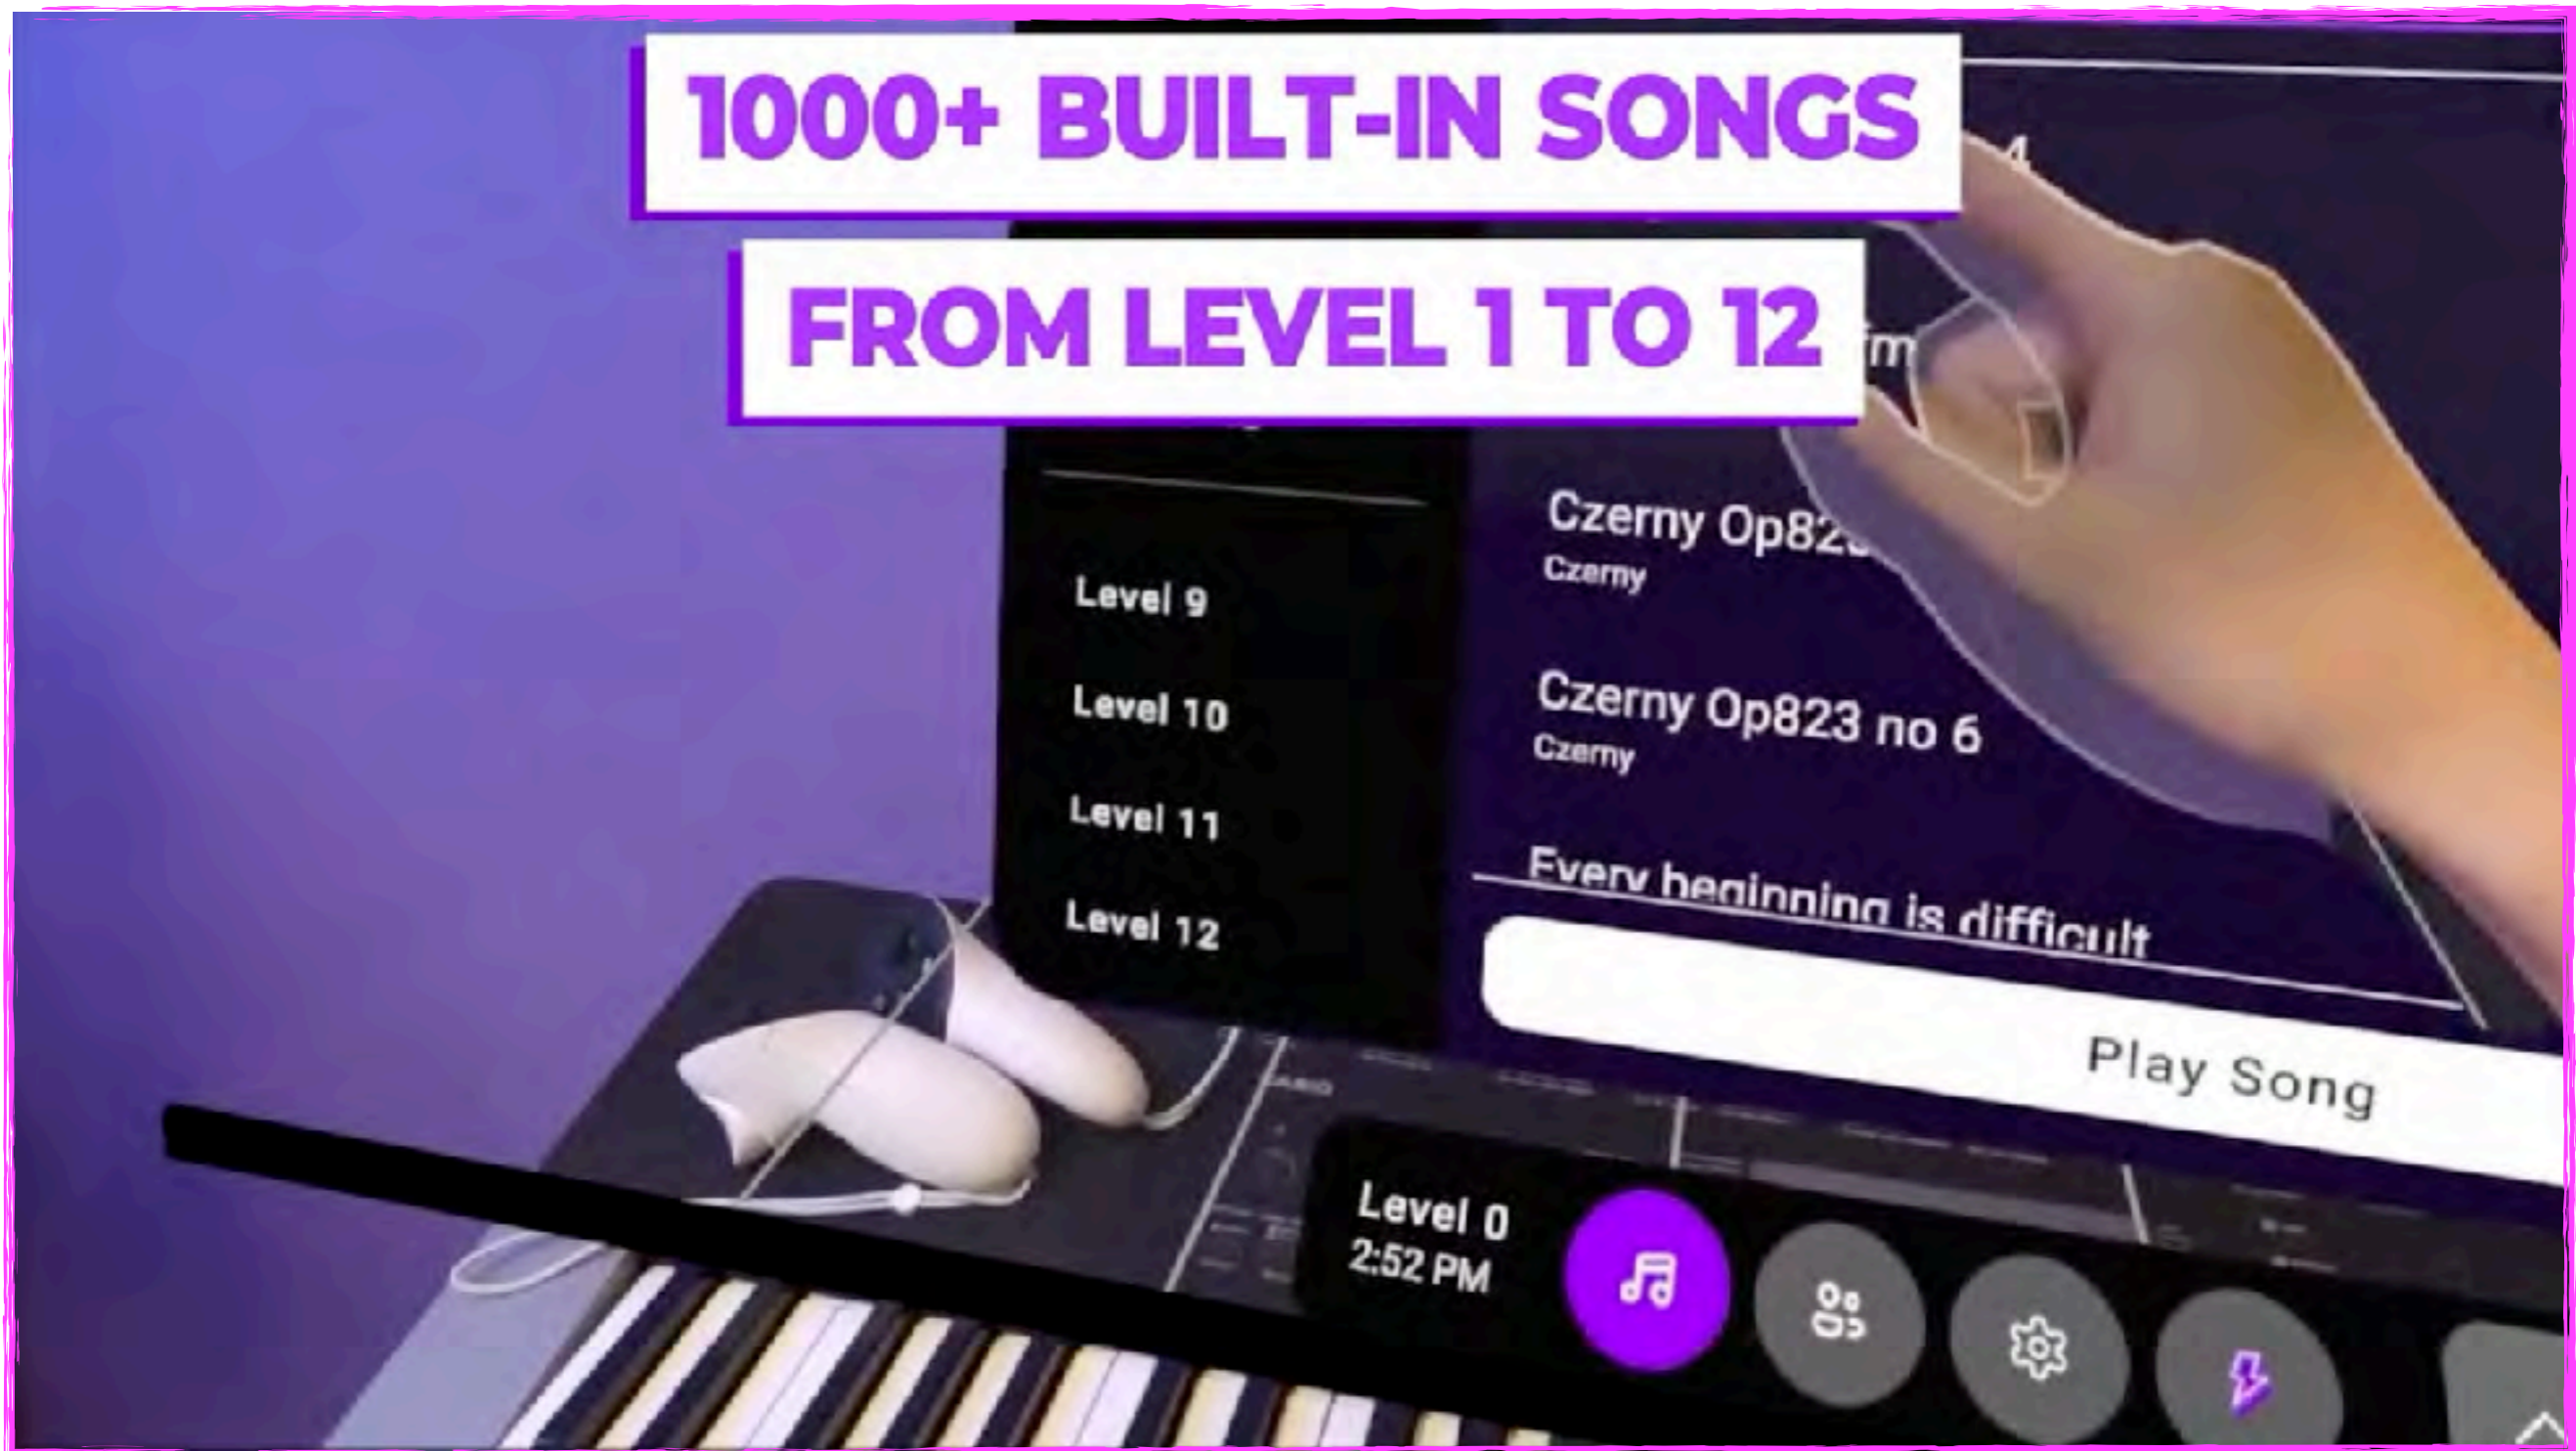 1000+ BUILT-IN SONGS
FROM LEVEL 1 TO 12
4
Level 9
Level 10
Level 11
Level 12
Czerny
Czerny Op823 no 6
Czerny
Every beginning is difficult
Play Song
Level 0
2:52 PM